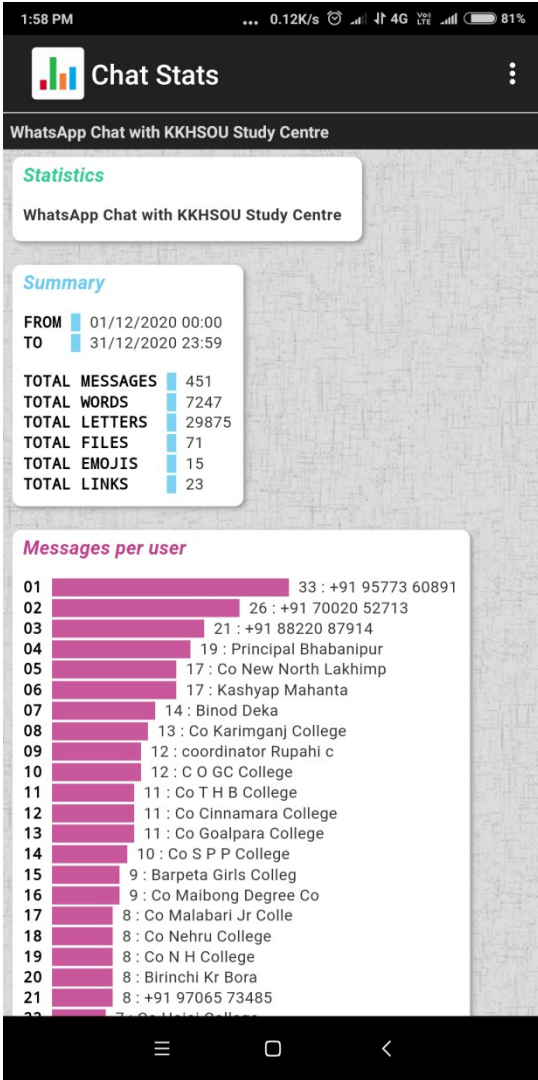 1:58 PM ... 0.12K/s 4G VoI LTE 81%
Chat Stats
WhatsApp Chat with KKHSOU Study Centre
Statistics
WhatsApp Chat with KKHSOU Study Centre
Summary
FROM 01/12/2020 00:00
TO 31/12/2020 23:59
TOTAL MESSAGES 451
TOTAL WORDS 7247
TOTAL LETTERS 29875
TOTAL FILES 71
TOTAL EMOJIS 15
TOTAL LINKS 23
Messages per user
01 33 : +91 95773 60891
02 26 : +91 70020 52713
03 21 : +91 88220 87914
04 19 : Principal Bhabanipur
05 17 : Co New North Lakhimp
06 17 : Kashyap Mahanta
07 14 : Binod Deka
08 13 : Co Karimganj College
09 12 : coordinator Rupahi c
10 12 : C O GC College
11 11 : Co T H B College
12 11 : Co Cinnamara College
13 11 : Co Goalpara College
14 10 : Co S P P College
15 9 : Barpeta Girls Colleg
16 9 : Co Maibong Degree Co
17 8 : Co Malabari Jr Colle
18 8 : Co Nehru College
19 8 : Co N H College
20 8 : Birinchi Kr Bora
21 8 : +91 97065 73485